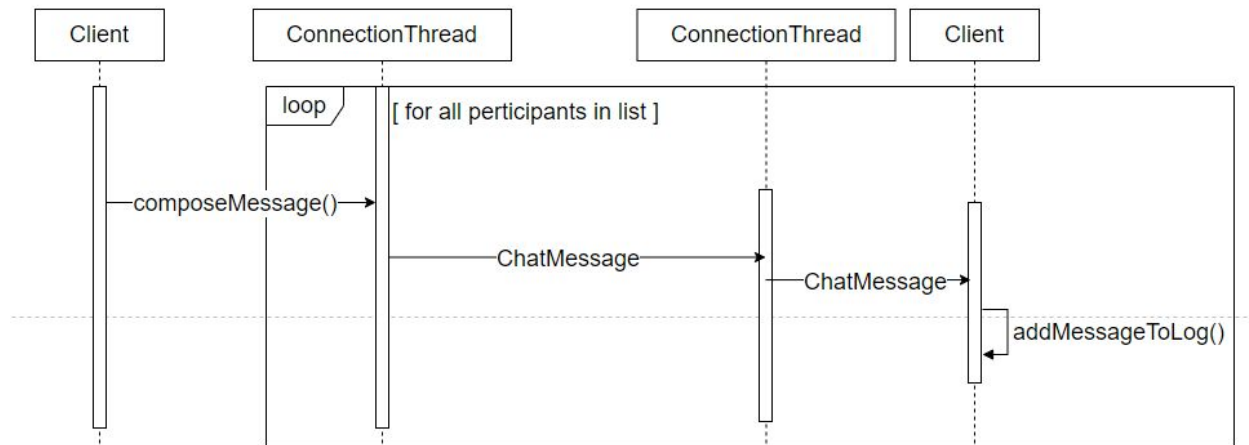 Client
ConnectionThread
ConnectionThread
Client
loop
[ for all perticipants in list ]
composeMessage()
ChatMessage
ChatMessage
addMessageToLog()